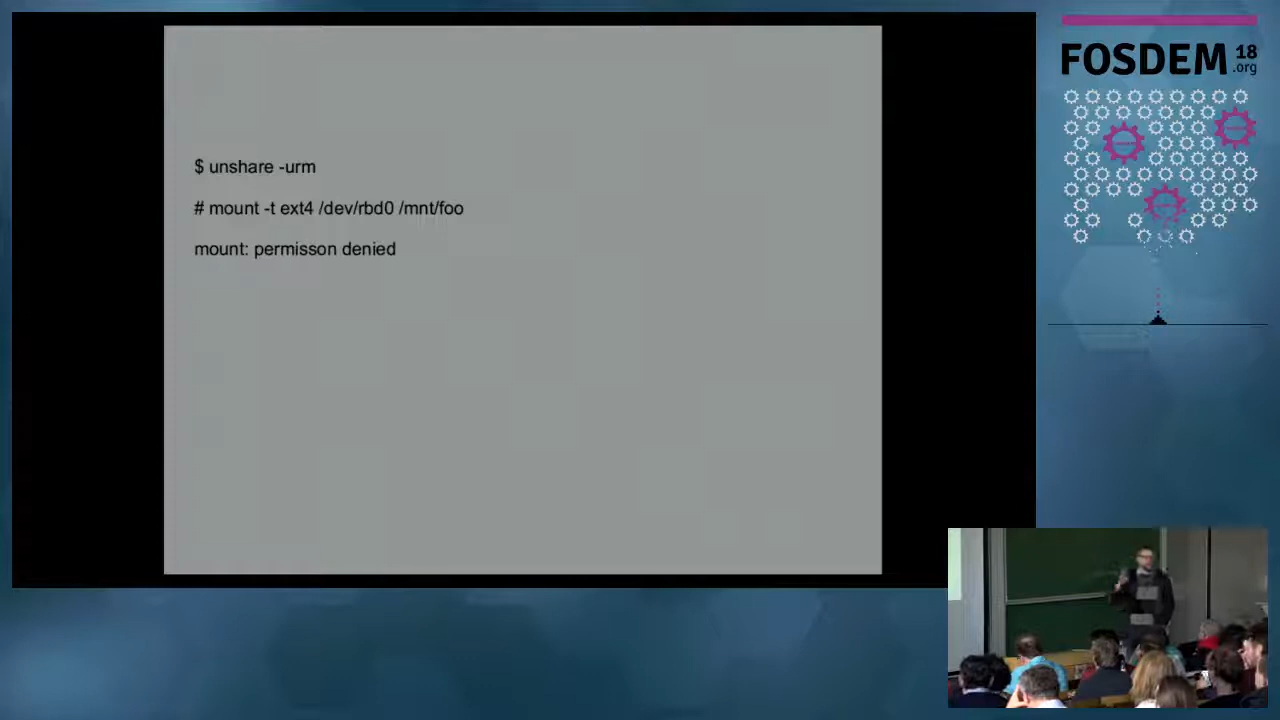 $ unshare -urm
# mount -t ext4 /dev/rbd0 /mnt/foo
mount: permisson denied
FOSDEM 18
.org